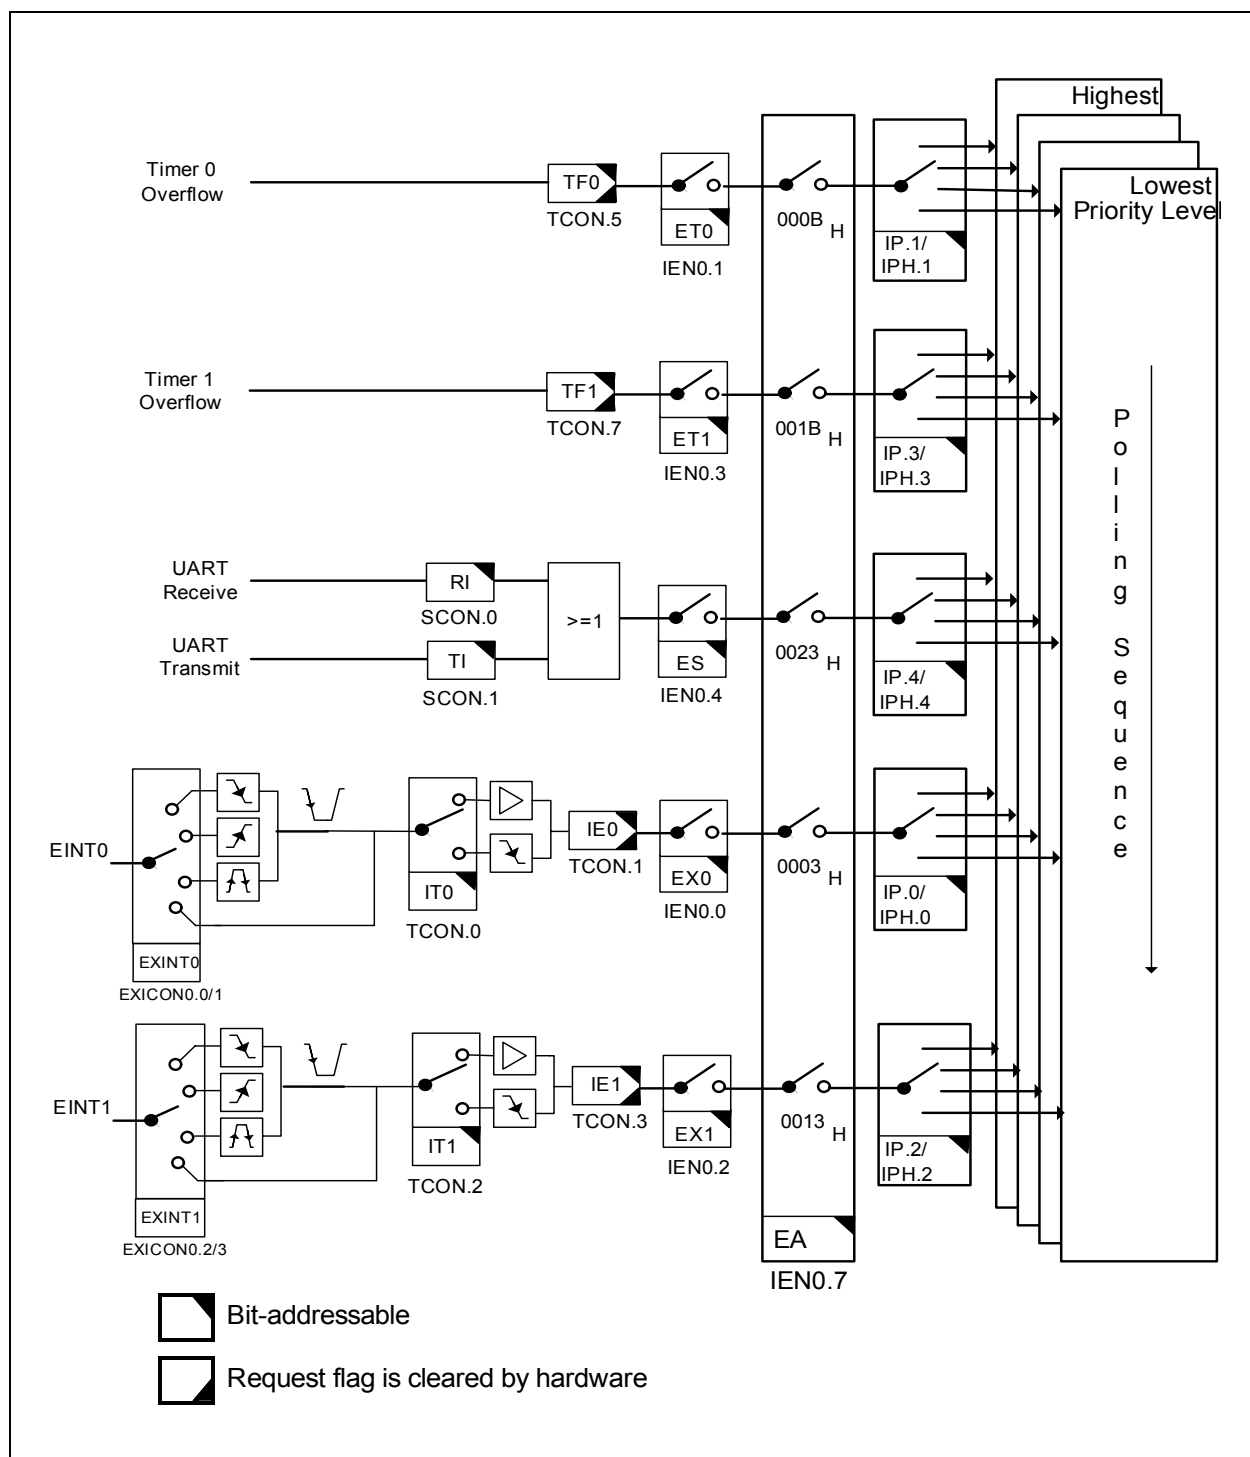 Highest
Lowest
Priority Level
Timer 0
Overflow
TF0
TCON.5
ET0
IEN0.1
000B H
IP.1/
IPH.1
Timer 1
Overflow
TF1
TCON.7
ET1
IEN0.3
001B H
IP.3/
IPH.3
Polling Sequence
UART
Receive
RI
SCON.0
>=1
UART
Transmit
TI
SCON.1
ES
IEN0.4
0023 H
IP.4/
IPH.4
EINT0
EXINT0
EXICON0.0/1
IT0
TCON.0
IE0
TCON.1
EX0
IEN0.0
0003 H
IP.0/
IPH.0
EINT1
EXINT1
EXICON0.2/3
IT1
TCON.2
IE1
TCON.3
EX1
IEN0.2
0013 H
IP.2/
IPH.2
EA
IEN0.7
Bit-addressable
Request flag is cleared by hardware